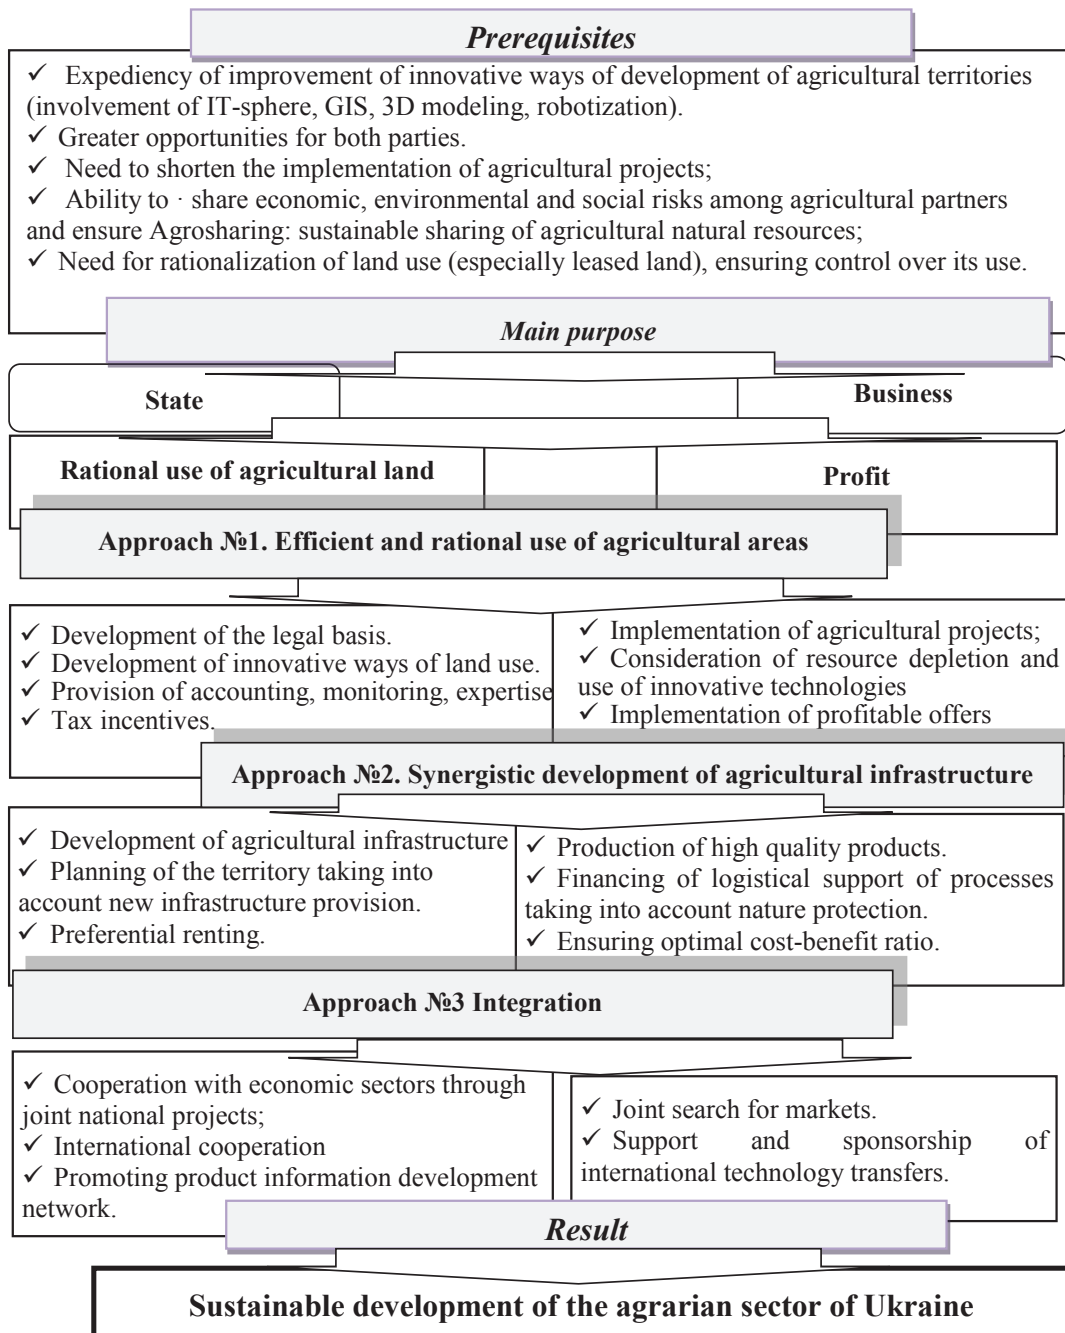 Prerequisites
✓ Expediency of improvement of innovative ways of development of agricultural territories
(involvement of IT-sphere, GIS, 3D modeling, robotization).
✓ Greater opportunities for both parties.
✓ Need to shorten the implementation of agricultural projects;
✓ Ability to · share economic, environmental and social risks among agricultural partners
and ensure Agrosharing: sustainable sharing of agricultural natural resources;
✓ Need for rationalization of land use (especially leased land), ensuring control over its use.
Main purpose
State
Business
Rational use of agricultural land
Profit
Approach №1. Efficient and rational use of agricultural areas
✓ Development of the legal basis.
✓ Development of innovative ways of land use.
✓ Provision of accounting, monitoring, expertise
✓ Tax incentives.
✓ Implementation of agricultural projects;
✓ Consideration of resource depletion and
use of innovative technologies
✓ Implementation of profitable offers
Approach №2. Synergistic development of agricultural infrastructure
✓ Development of agricultural infrastructure
✓ Planning of the territory taking into
account new infrastructure provision.
✓ Preferential renting.
✓ Production of high quality products.
✓ Financing of logistical support of processes
taking into account nature protection.
✓ Ensuring optimal cost-benefit ratio.
Approach №3 Integration
✓ Cooperation with economic sectors through
joint national projects;
✓ International cooperation
✓ Promoting product information development
network.
✓ Joint search for markets.
✓ Support and sponsorship of
international technology transfers.
Result
Sustainable development of the agrarian sector of Ukraine